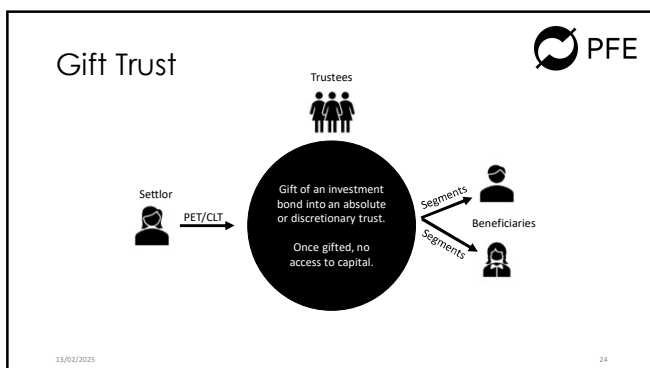 Gift Trust
PFE
Trustees
Settlor
PET/CLT
Gift of an investment
bond into an absolute
or discretionary trust.
Once gifted, no
access to capital.
Segments
Segments
Beneficiaries
13/02/2025
24